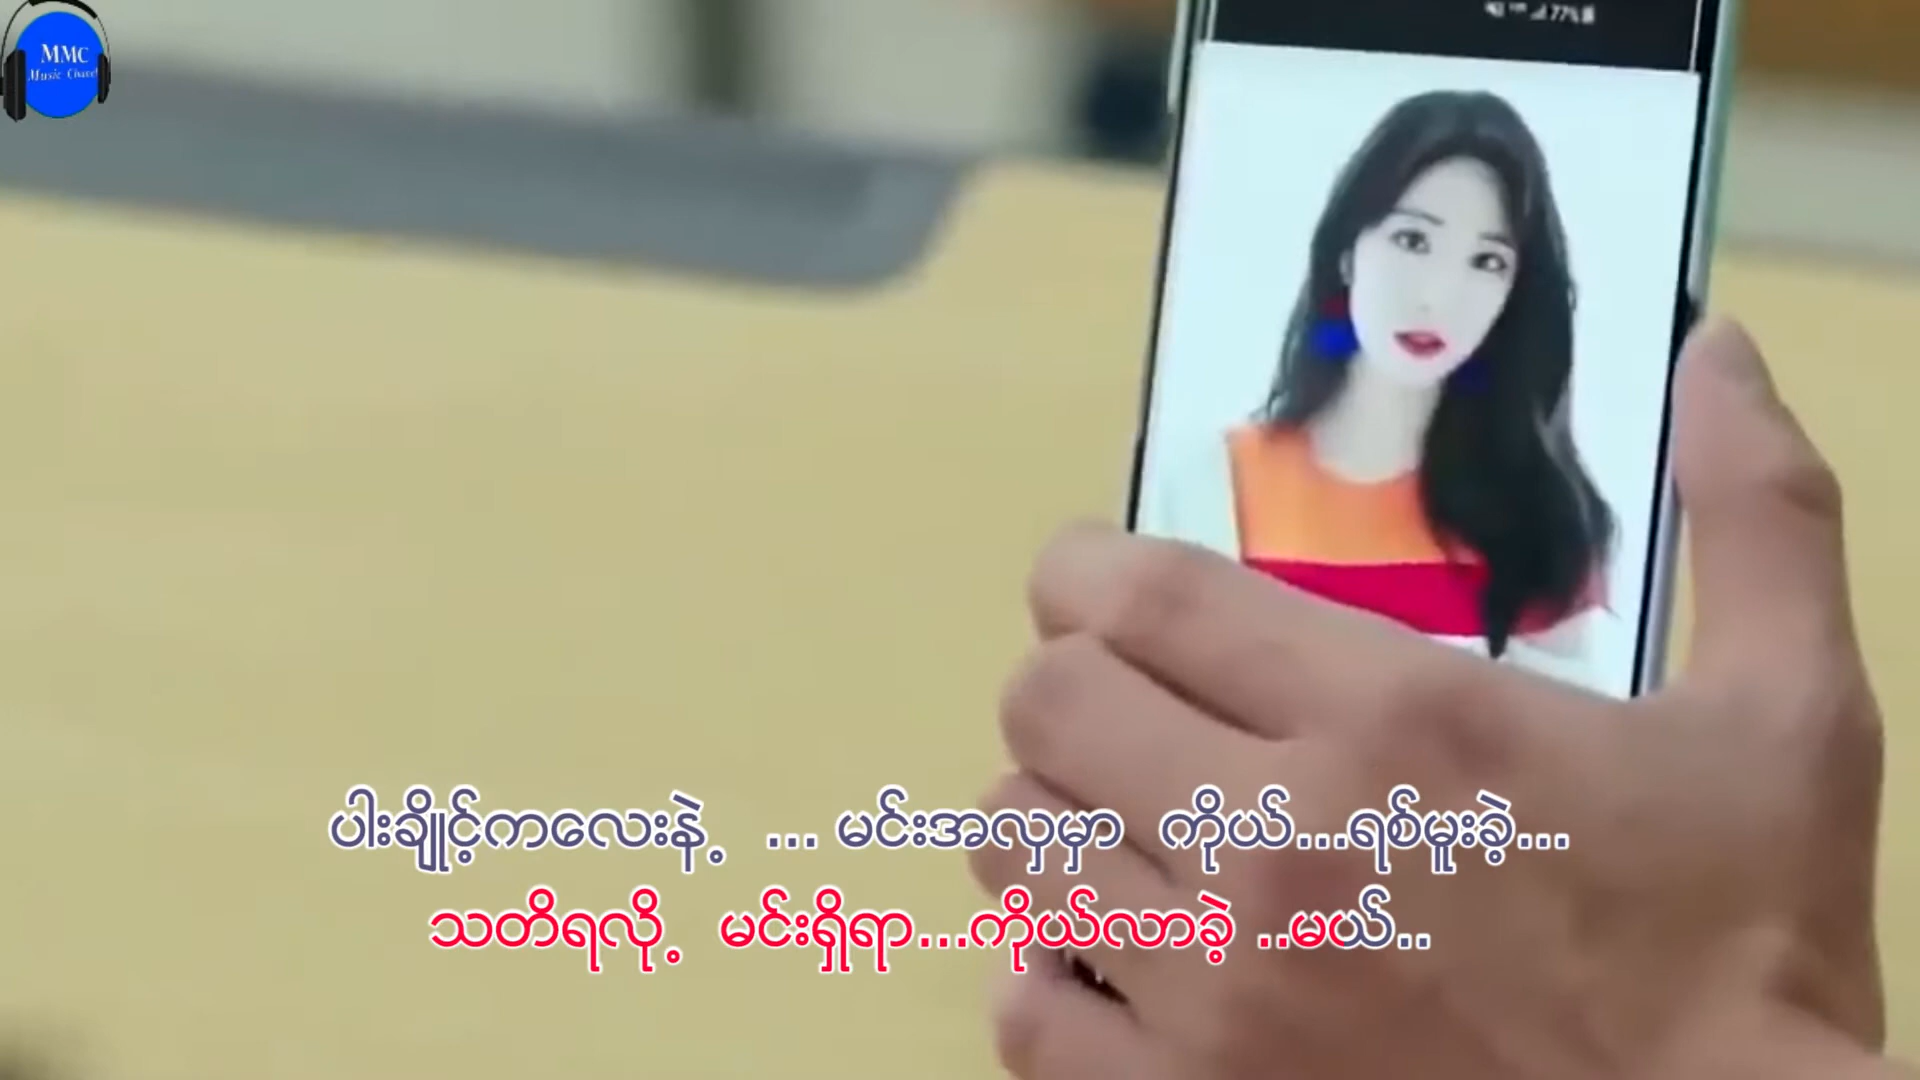 MMC
Music Chanel
77%
ပါးချိုင့်ကလေးနဲ့ ... မင်းအလှမှာ ကိုယ်...ရစ်မူးခဲ့...
သတိရလို့ မင်းရှိရာ...ကိုယ်လာခဲ့ ..မယ်..